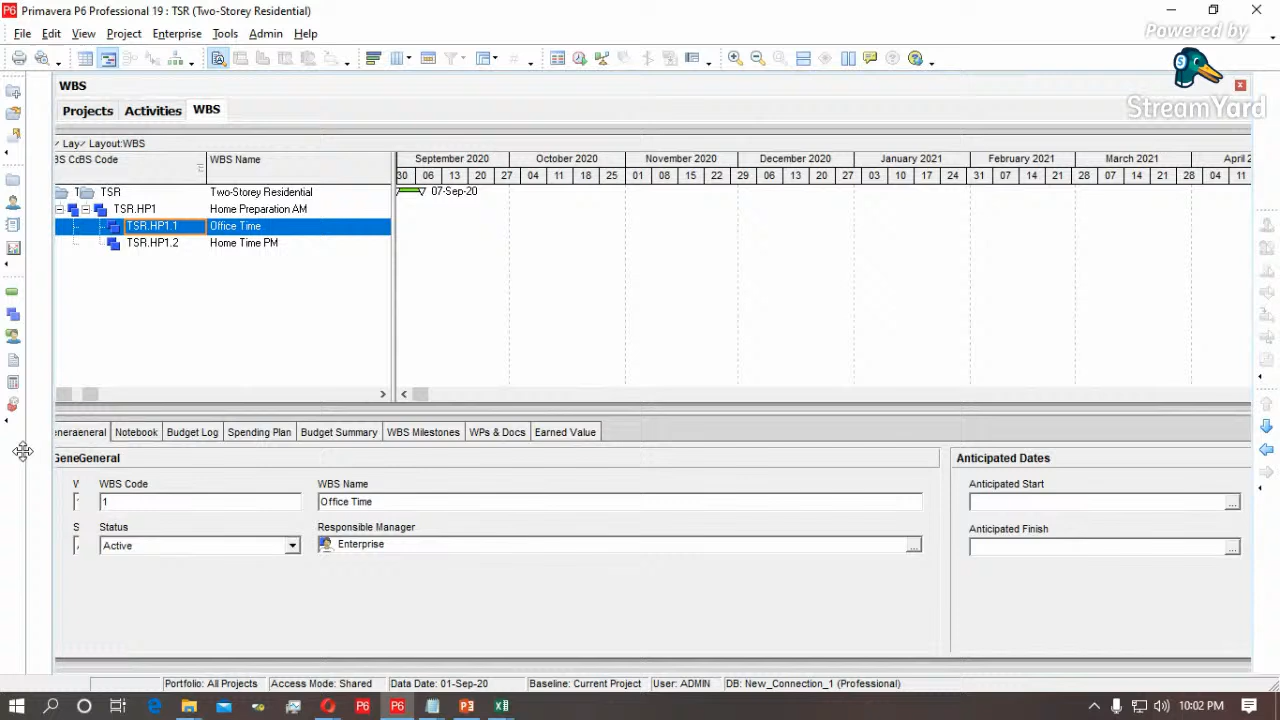 Primavera P6 Professional 19 : TSR (Two-Storey Residential)
File Edit View Project Enterprise Tools Admin Help
Powered by
StreamYard
WBS
Projects Activities WBS
Layout:WBS
WBS Code WBS Name
September 2020 October 2020 November 2020 December 2020 January 2021 February 2021 March 2021 April 2
30 06 13 20 27 04 11 18 25 01 08 15 22 29 06 13 20 27 03 10 17 24 31 07 14 21 28 07 14 21 28 04 11
TSR Two-Storey Residential 07-Sep-20
TSR.HP1 Home Preparation AM
TSR.HP1.1 Office Time
TSR.HP1.2 Home Time PM
General Notebook Budget Log Spending Plan Budget Summary WBS Milestones WPs & Docs Earned Value
General Anticipated Dates
WBS Code WBS Name Anticipated Start
1 Office Time
Status Responsible Manager Anticipated Finish
Active Enterprise
Portfolio: All Projects Access Mode: Shared Data Date: 01-Sep-20 Baseline: Current Project User: ADMIN DB: New_Connection_1 (Professional)
10:02 PM